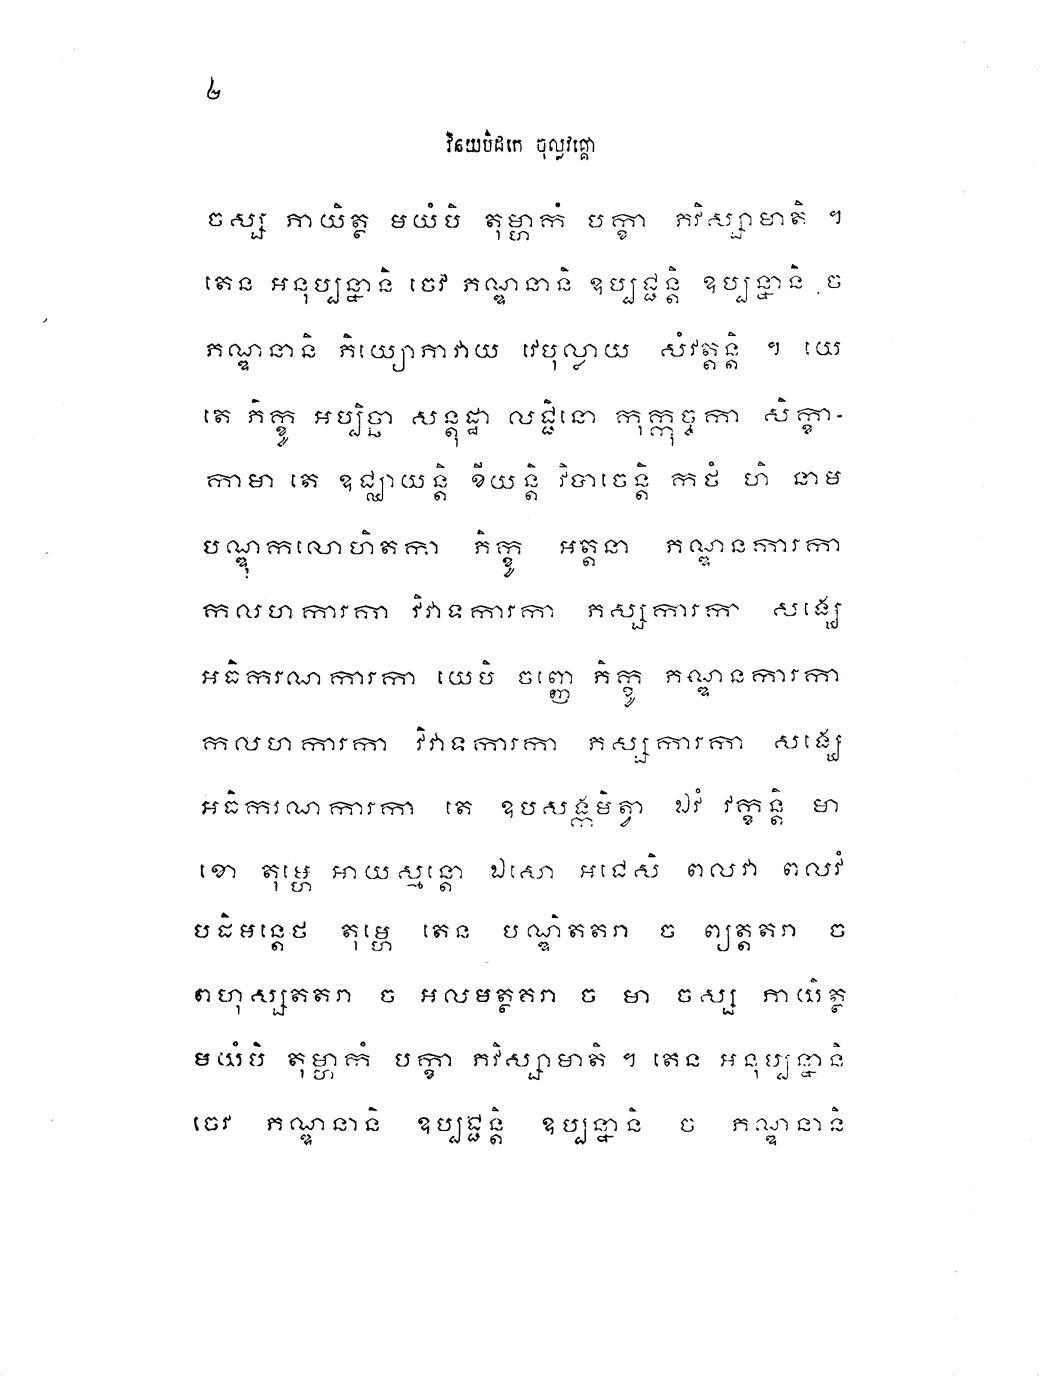 ៤
វិនយបិដកេ ចុល្លវគ្គោ
ចស្ស ភាយិត្ថ មយំបិ តុម្ហាកំ បក្ខា ភវិស្សាមាតិ ។
តេន អនុប្បន្នានិ ចេវ ភណ្ឌនានិ ឧប្បជ្ជន្តិ ឧប្បន្នានិ ច
ភណ្ឌនានិ ភិយ្យោភាវាយ វេបុល្លាយ សំវត្តន្តិ ។ យេ
តេ ភិក្ខូ អប្បិច្ឆា សន្តុដ្ឋា លជ្ជិនោ កុក្កុច្ចកា សិក្ខា-
កាមា តេ ឧជ្ឈាយន្តិ ខីយន្តិ វិបាចេន្តិ កថំ ហិ នាម
បណ្ឌុកលោហិតកា ភិក្ខូ អត្តនា ភណ្ឌនការកា
កលហការកា វិវាទការកា ភស្សការកា សង្ឃេ
អធិករណការកា យេបិ ចញ្ញេ ភិក្ខូ ភណ្ឌនការកា
កលហការកា វិវាទការកា ភស្សការកា សង្ឃេ
អធិករណការកា តេ ឧបសង្កមិត្វា ឯវំ វក្ខន្តិ មា
ខោ តុម្ហេ អាយស្មន្តោ ឯសោ អជេសិ ពលវា ពលវំ
បដិមន្តេថ តុម្ហេ តេន បណ្ឌិតតរា ច ព្យត្តតរា ច
ពហុស្សុតតរា ច អលមត្ថតរា ច មា ចស្ស ភាយិត្ថ
មយំបិ តុម្ហាកំ បក្ខា ភវិស្សាមាតិ ។ តេន អនុប្បន្នានិ
ចេវ ភណ្ឌនានិ ឧប្បជ្ជន្តិ ឧប្បន្នានិ ច ភណ្ឌនានិ